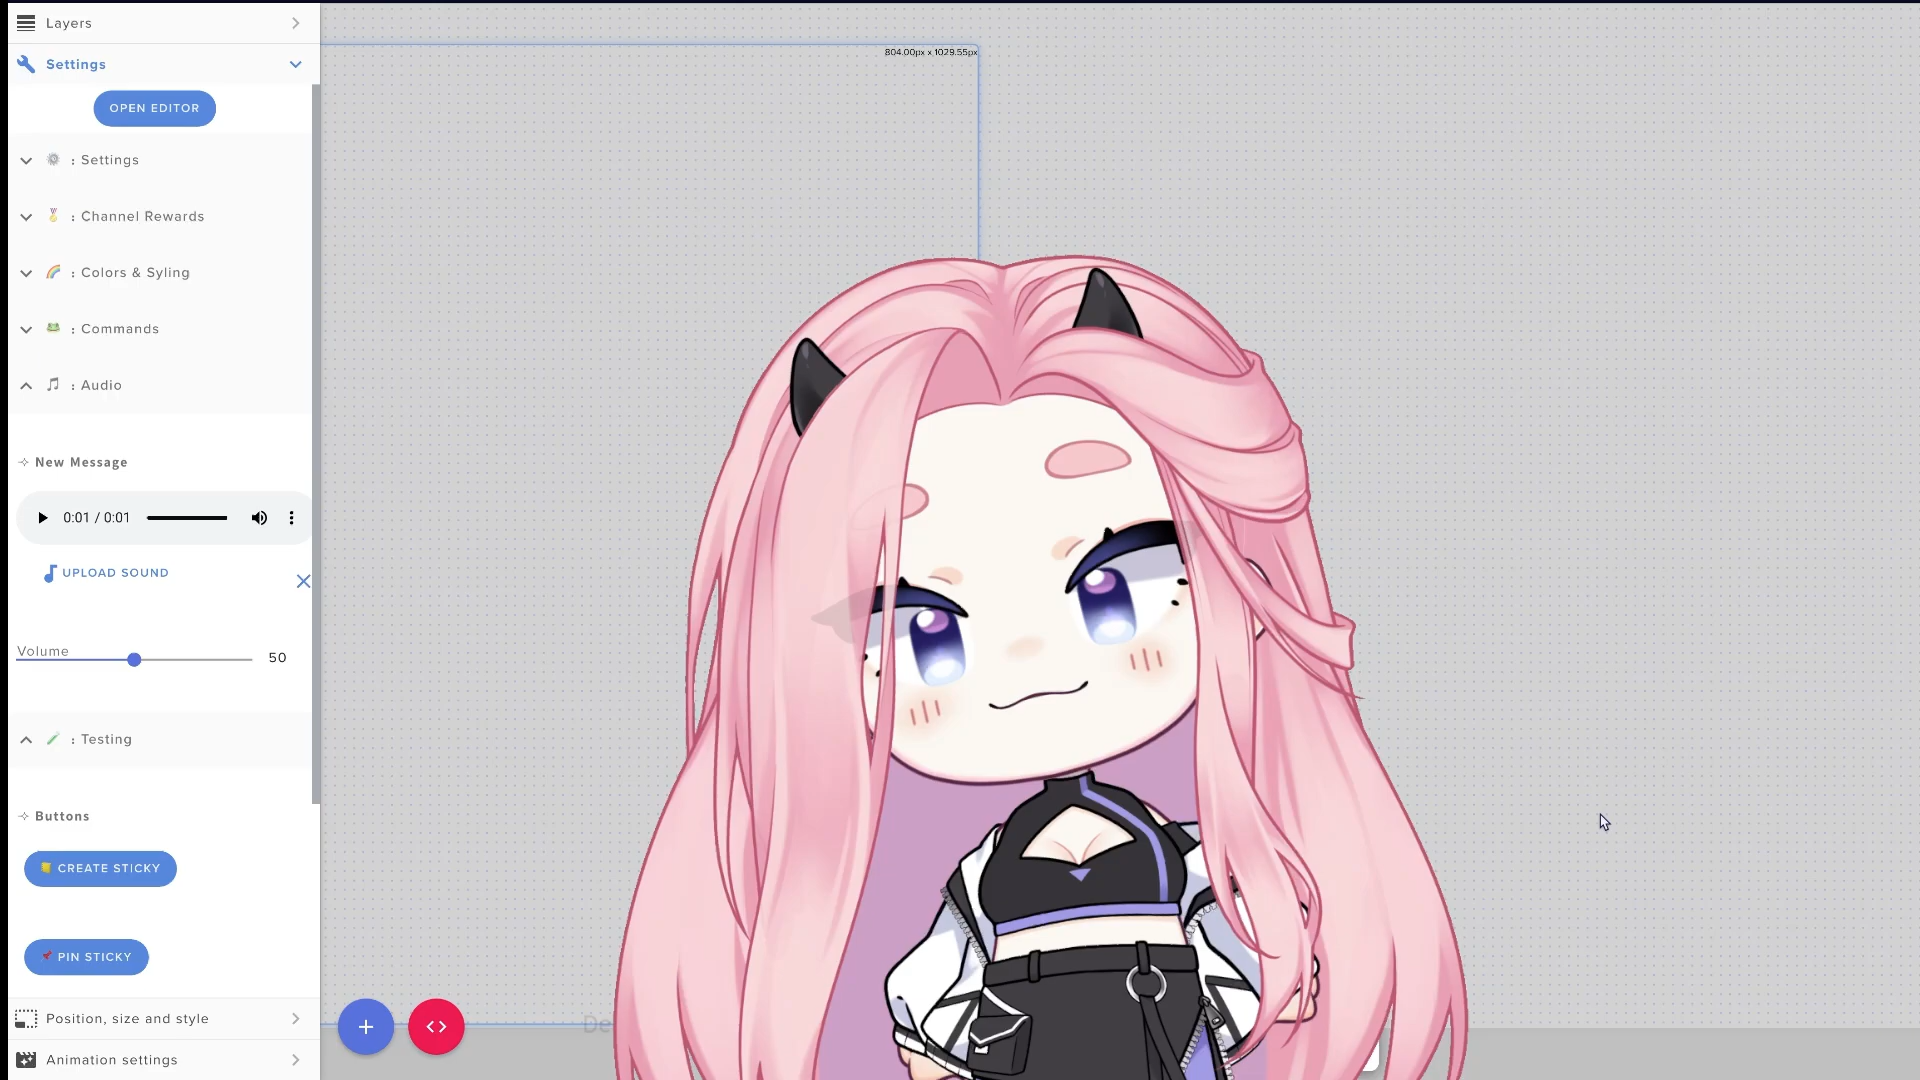 Layers
Settings
804.00px x 1029.55px
OPEN EDITOR
: Settings
: Channel Rewards
: Colors & Syling
: Commands
: Audio
New Message
0:01 / 0:01
UPLOAD SOUND
Volume
50
: Testing
Buttons
CREATE STICKY
PIN STICKY
De
Position, size and style
Animation settings